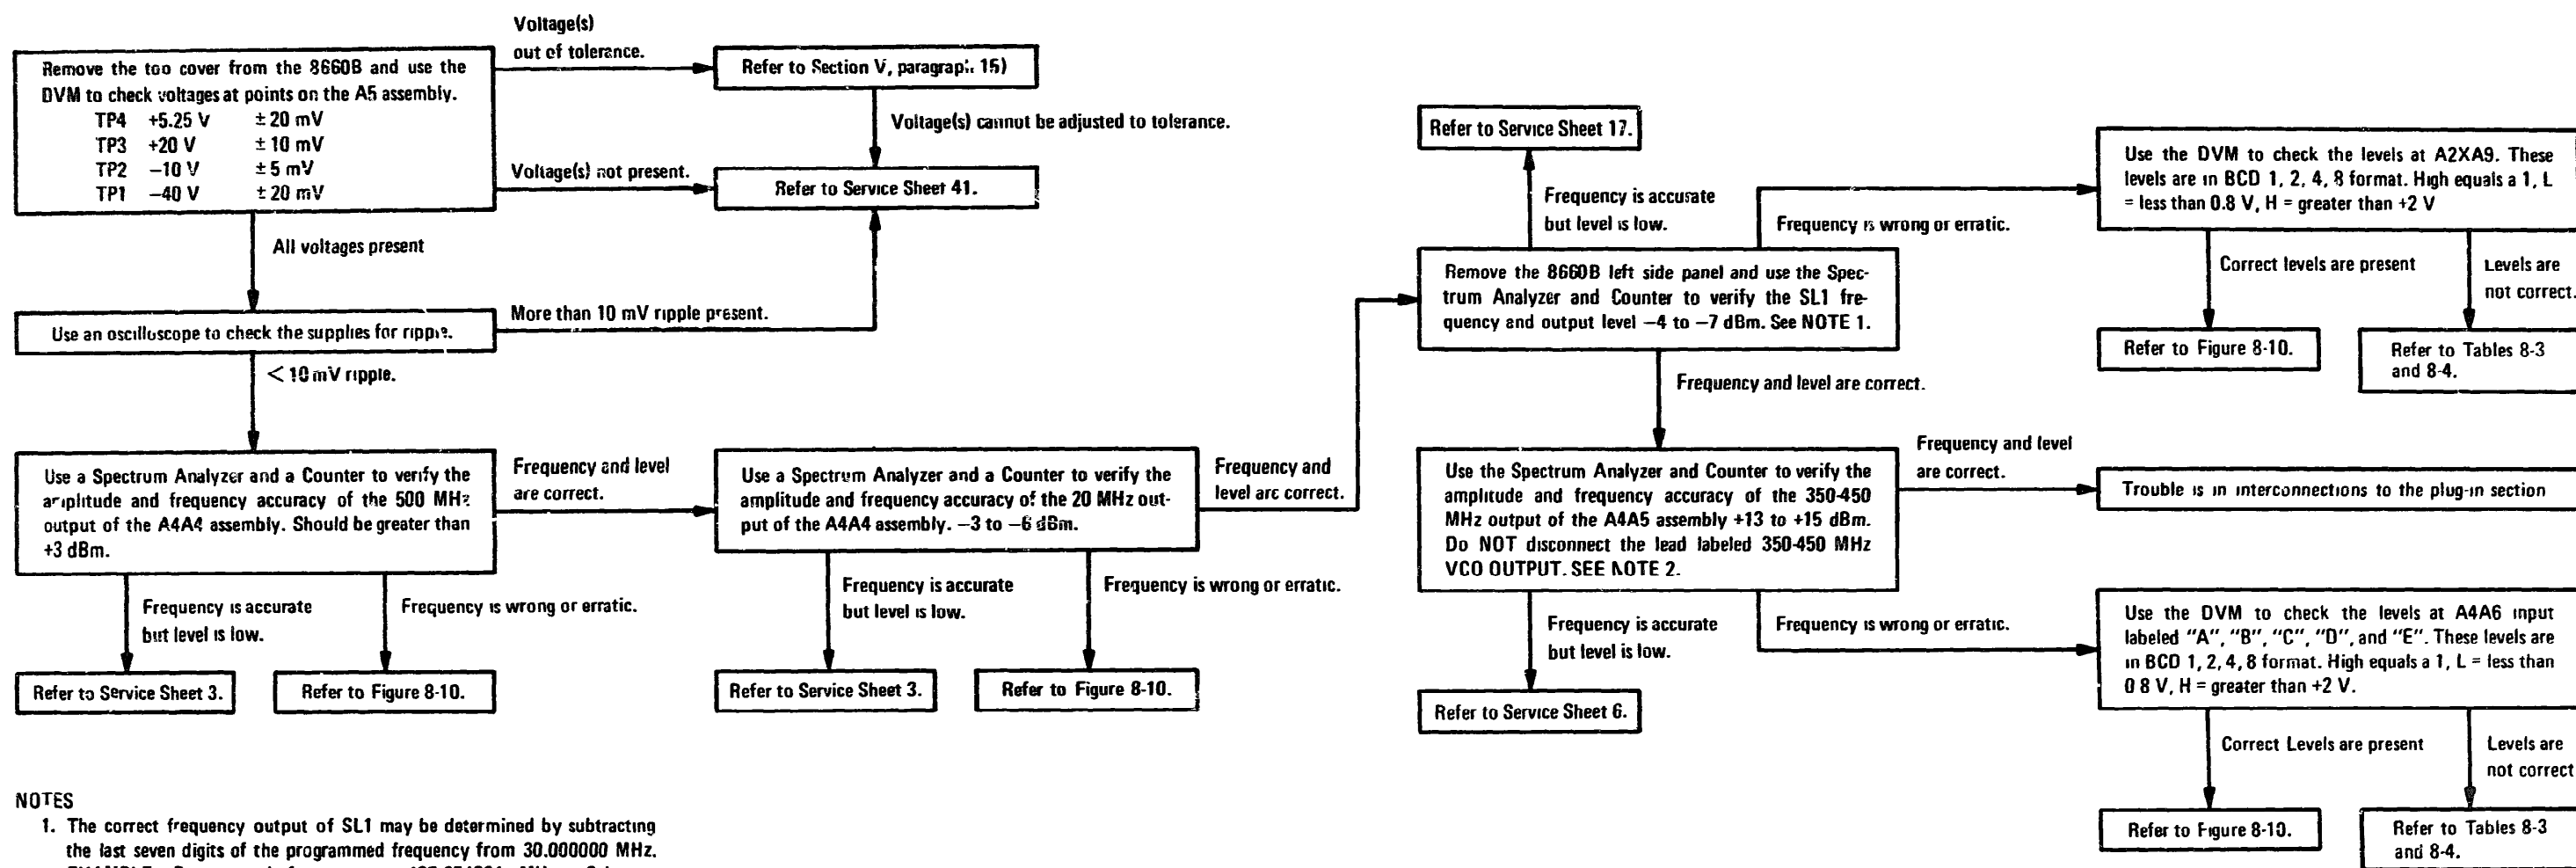 Voltage(s)
out of tolerance.
Remove the too cover from the 8660B and use the
DVM to check voltages at points on the A5 assembly.
TP4 +5.25 V ± 20 mV
TP3 +20 V ± 10 mV
TP2 −10 V ± 5 mV
TP1 −40 V ± 20 mV
Refer to Section V, paragraph 15)
Voltage(s) cannot be adjusted to tolerance.
Voltage(s) not present.
Refer to Service Sheet 41.
All voltages present
Use an oscilloscope to check the supplies for ripple.
More than 10 mV ripple present.
< 10 mV ripple.
Use a Spectrum Analyzer and a Counter to verify the
amplitude and frequency accuracy of the 500 MHz
output of the A4A4 assembly. Should be greater than
+3 dBm.
Frequency and level
are correct.
Frequency is accurate
but level is low.
Frequency is wrong or erratic.
Refer to Service Sheet 3.
Refer to Figure 8-10.
Use a Spectrum Analyzer and a Counter to verify the
amplitude and frequency accuracy of the 20 MHz out-
put of the A4A4 assembly. −3 to −6 dBm.
Frequency and
level are correct.
Frequency is accurate
but level is low.
Frequency is wrong or erratic.
Refer to Service Sheet 3.
Refer to Figure 8-10.
Refer to Service Sheet 17.
Frequency is accurate
but level is low.
Frequency is wrong or erratic.
Remove the 8660B left side panel and use the Spec-
trum Analyzer and Counter to verify the SL1 fre-
quency and output level −4 to −7 dBm. See NOTE 1.
Frequency and level are correct.
Use the DVM to check the levels at A2XA9. These
levels are in BCD 1, 2, 4, 8 format. High equals a 1, L
= less than 0.8 V, H = greater than +2 V
Correct levels are present
Levels are
not correct.
Refer to Figure 8-10.
Refer to Tables 8-3
and 8-4.
Use the Spectrum Analyzer and Counter to verify the
amplitude and frequency accuracy of the 350-450
MHz output of the A4A5 assembly +13 to +15 dBm.
Do NOT disconnect the lead labeled 350-450 MHz
VCO OUTPUT. SEE NOTE 2.
Frequency and level
are correct.
Trouble is in interconnections to the plug-in section
Frequency is accurate
but level is low.
Frequency is wrong or erratic.
Refer to Service Sheet 6.
Use the DVM to check the levels at A4A6 input
labeled "A", "B", "C", "D", and "E". These levels are
in BCD 1, 2, 4, 8 format. High equals a 1, L = less than
0 8 V, H = greater than +2 V.
Correct Levels are present
Levels are
not correct
Refer to Figure 8-10.
Refer to Tables 8-3
and 8-4.
NOTES
1. The correct frequency output of SL1 may be determined by subtracting
the last seven digits of the programmed frequency from 30.000000 MHz.